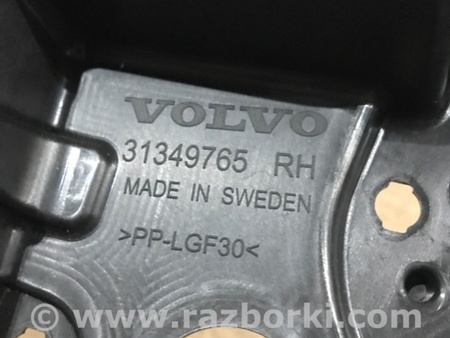 VOLVO
31349765 RH
MADE IN SWEDEN
>PP-LGF30<
© www.razborki.com